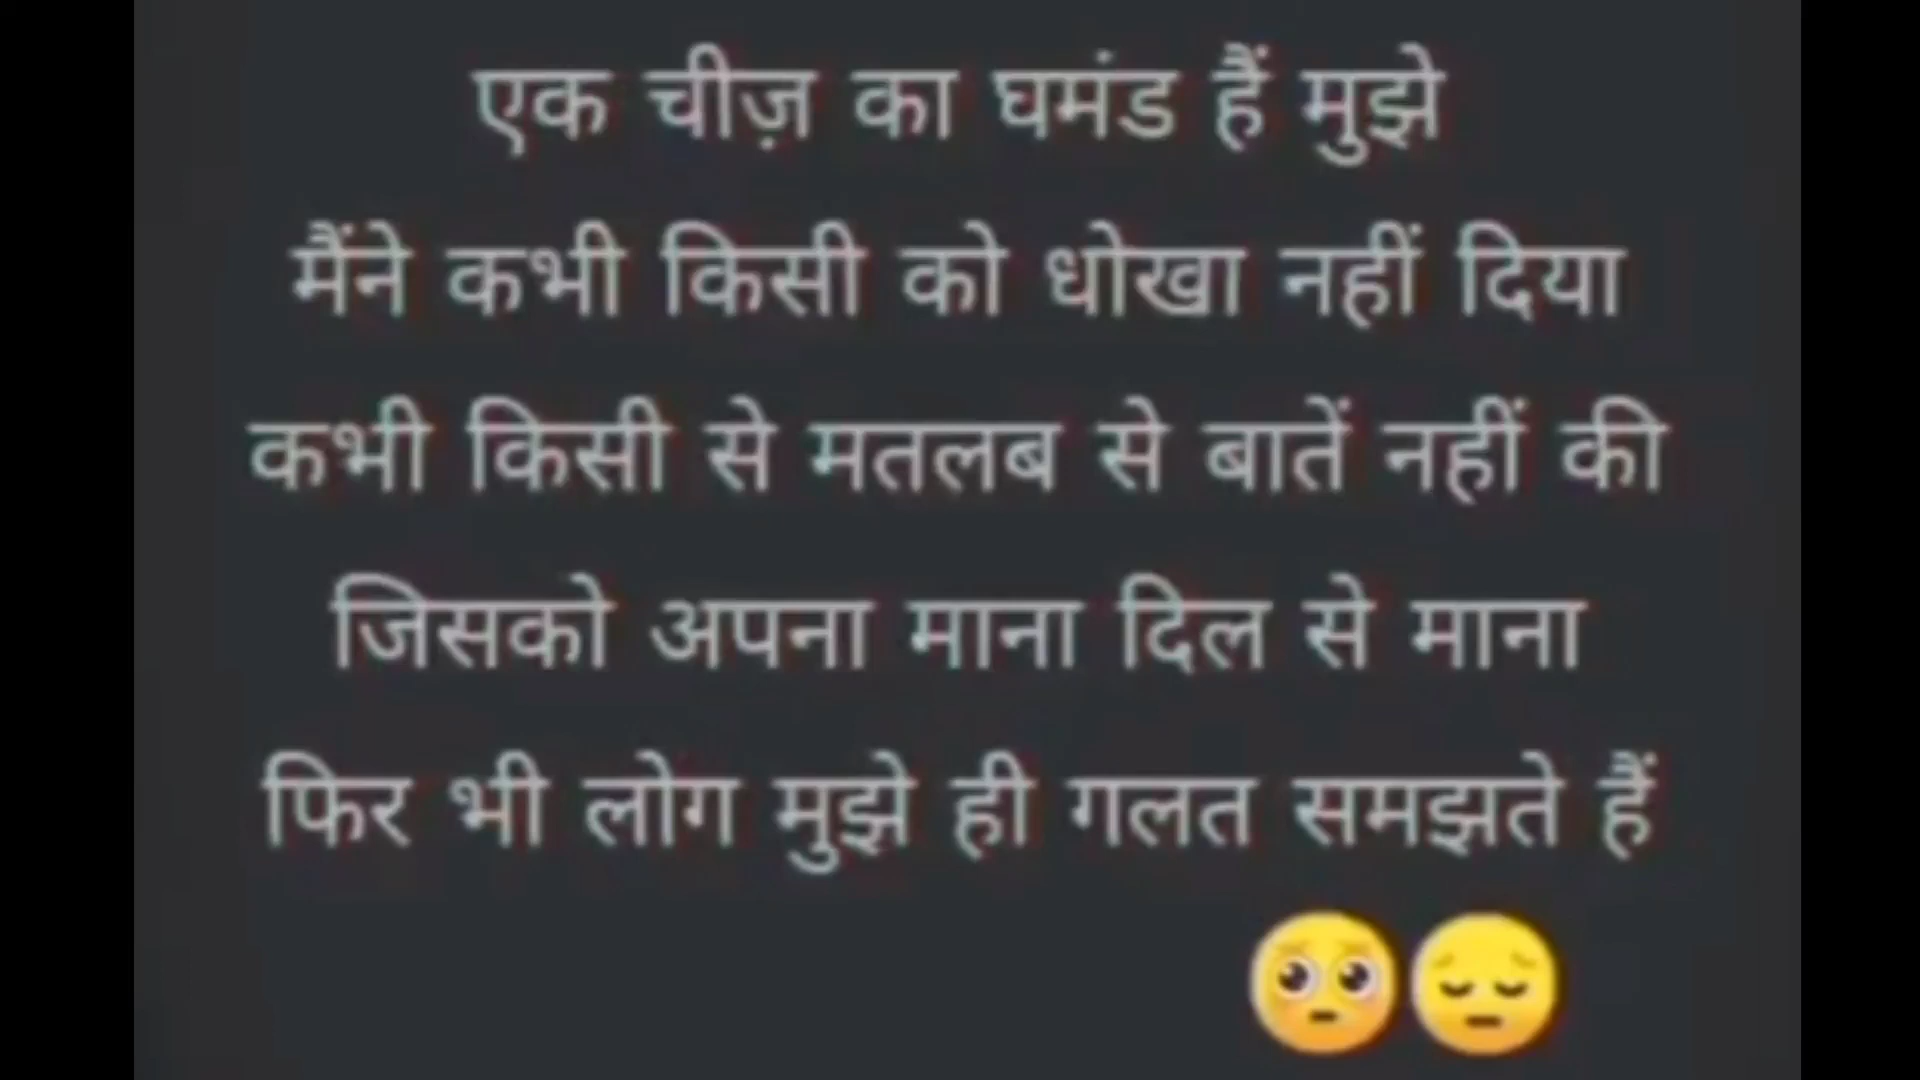 एक चीज़ का घमंड हैं मुझे
मैंने कभी किसी को धोखा नहीं दिया
कभी किसी से मतलब से बातें नहीं की
जिसको अपना माना दिल से माना
फिर भी लोग मुझे ही गलत समझते हैं
🥺😔